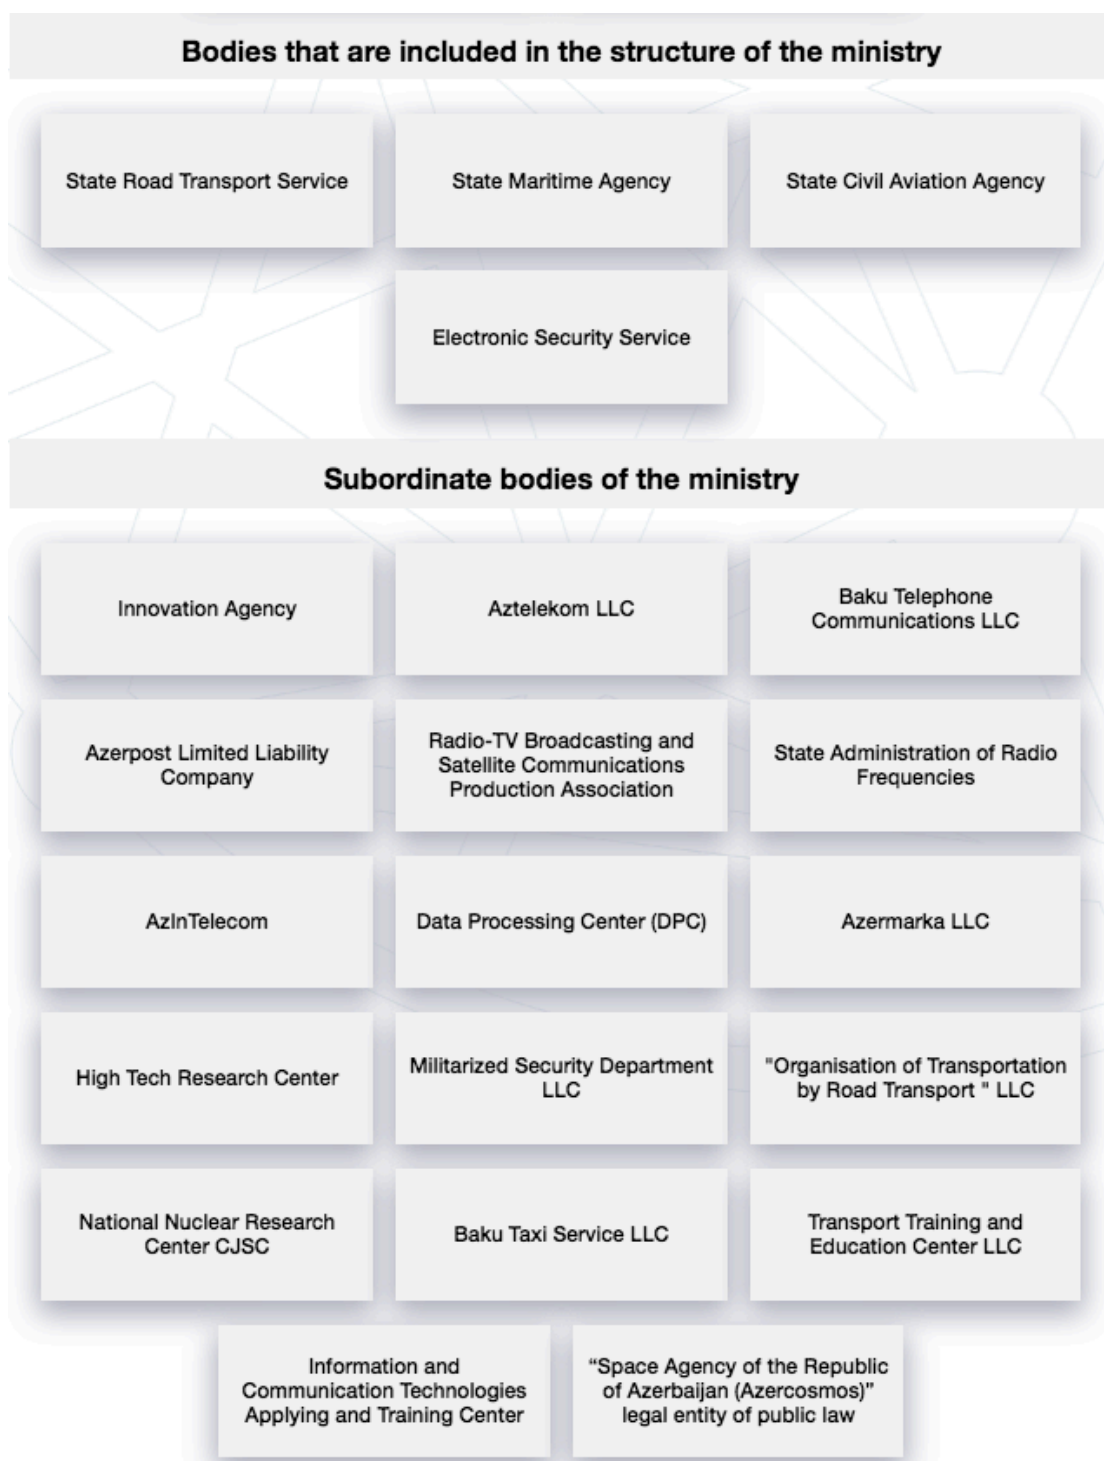 Bodies that are included in the structure of the ministry
State Road Transport Service
State Maritime Agency
State Civil Aviation Agency
Electronic Security Service
Subordinate bodies of the ministry
Innovation Agency
Aztelekom LLC
Baku Telephone
Communications LLC
Azerpost Limited Liability
Company
Radio-TV Broadcasting and
Satellite Communications
Production Association
State Administration of Radio
Frequencies
AzInTelecom
Data Processing Center (DPC)
Azermarka LLC
High Tech Research Center
Militarized Security Department
LLC
"Organisation of Transportation
by Road Transport " LLC
National Nuclear Research
Center CJSC
Baku Taxi Service LLC
Transport Training and
Education Center LLC
Information and
Communication Technologies
Applying and Training Center
“Space Agency of the Republic
of Azerbaijan (Azercosmos)”
legal entity of public law